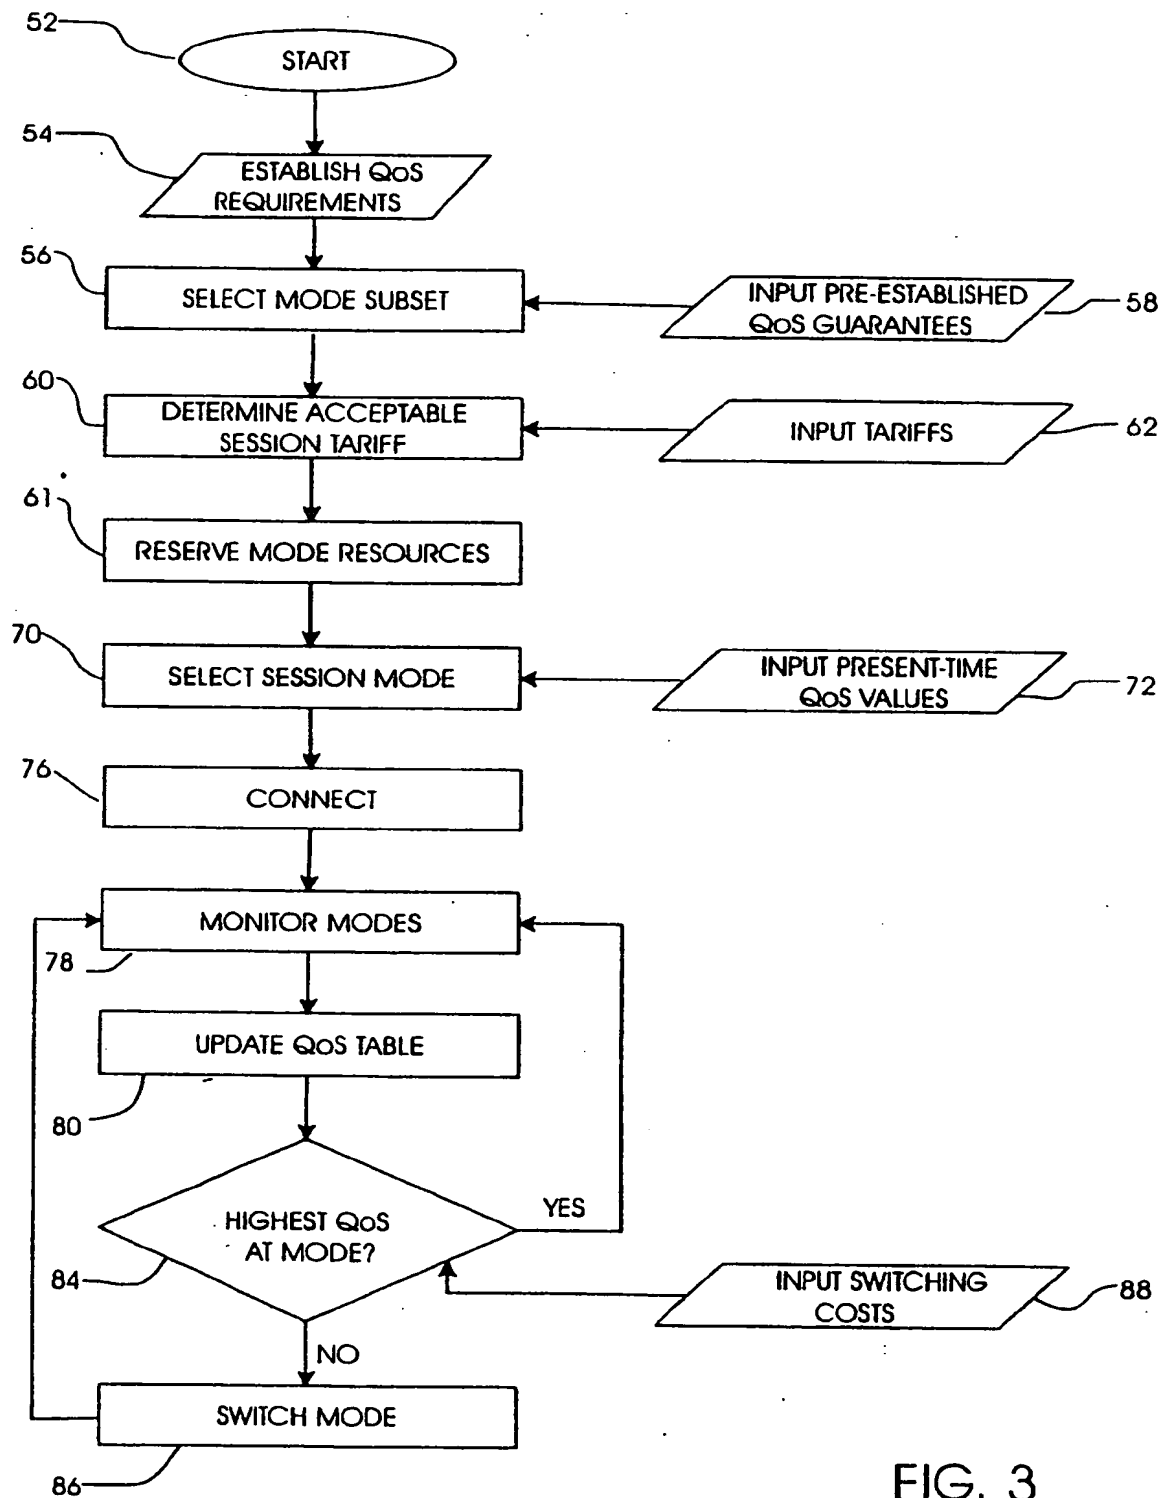 52
START
54
ESTABLISH QoS
REQUIREMENTS
56
SELECT MODE SUBSET
INPUT PRE-ESTABLISHED
QoS GUARANTEES
58
60
DETERMINE ACCEPTABLE
SESSION TARIFF
INPUT TARIFFS
62
61
RESERVE MODE RESOURCES
70
SELECT SESSION MODE
INPUT PRESENT-TIME
QoS VALUES
72
76
CONNECT
MONITOR MODES
78
UPDATE QoS TABLE
80
YES
HIGHEST QoS
AT MODE?
84
INPUT SWITCHING
COSTS
88
NO
SWITCH MODE
86
FIG. 3